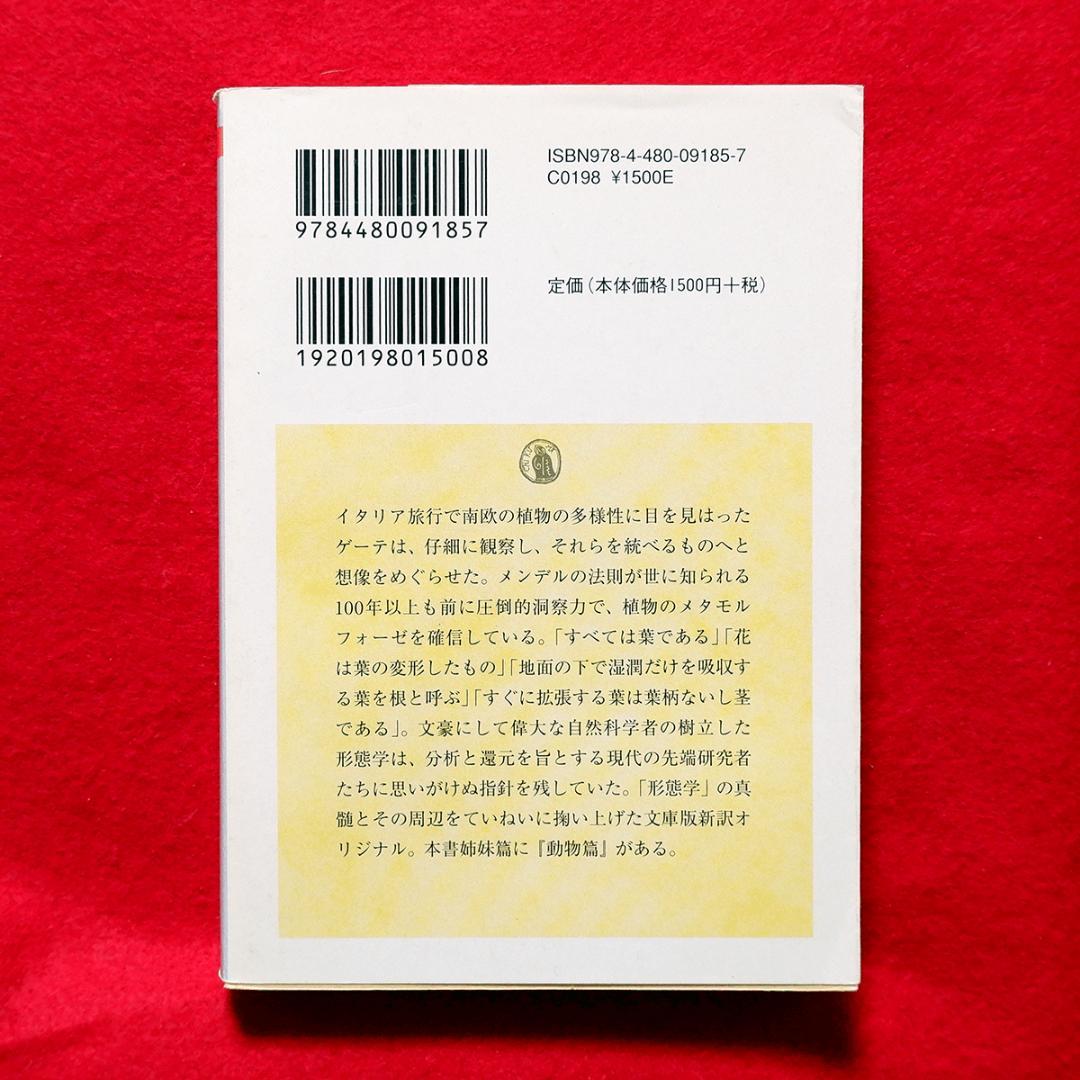 ISBN978-4-480-09185-7
C0198 ¥1500E
9784480091857
定価(本体価格1500円+税)
1920198015008
イタリア旅行で南欧の植物の多様性に目を見はった
ゲーテは、仔細に観察し、それらを統べるものへと
想像をめぐらせた。メンデルの法則が世に知られる
100年以上も前に圧倒的洞察力で、植物のメタモル
フォーゼを確信している。「すべては葉である」「花
は葉の変形したもの」「地面の下で湿潤だけを吸収す
る葉を根と呼ぶ」「すぐに拡張する葉は葉柄ないし茎
である」。文豪にして偉大な自然科学者の樹立した
形態学は、分析と還元を旨とする現代の先端研究者
たちに思いがけぬ指針を残していた。「形態学」の真
髄とその周辺をていねいに掬い上げた文庫版新訳オ
リジナル。本書姉妹篇に『動物篇』がある。